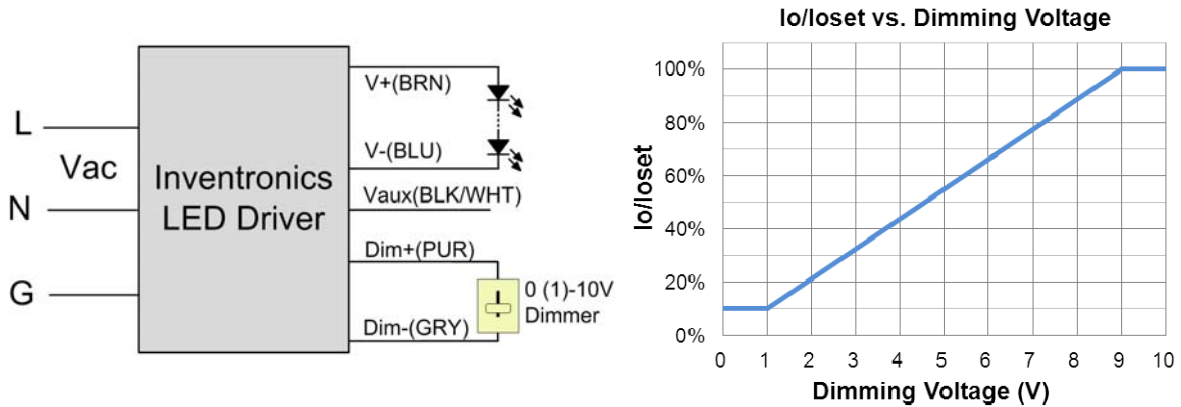 L
Vac
N
G
Inventronics
LED Driver
V+(BRN)
V-(BLU)
Vaux(BLK/WHT)
Dim+(PUR)
Dim-(GRY)
0 (1)-10V
Dimmer
Io/Ioset vs. Dimming Voltage
Io/Ioset
100%
80%
60%
40%
20%
0%
0 1 2 3 4 5 6 7 8 9 10
Dimming Voltage (V)